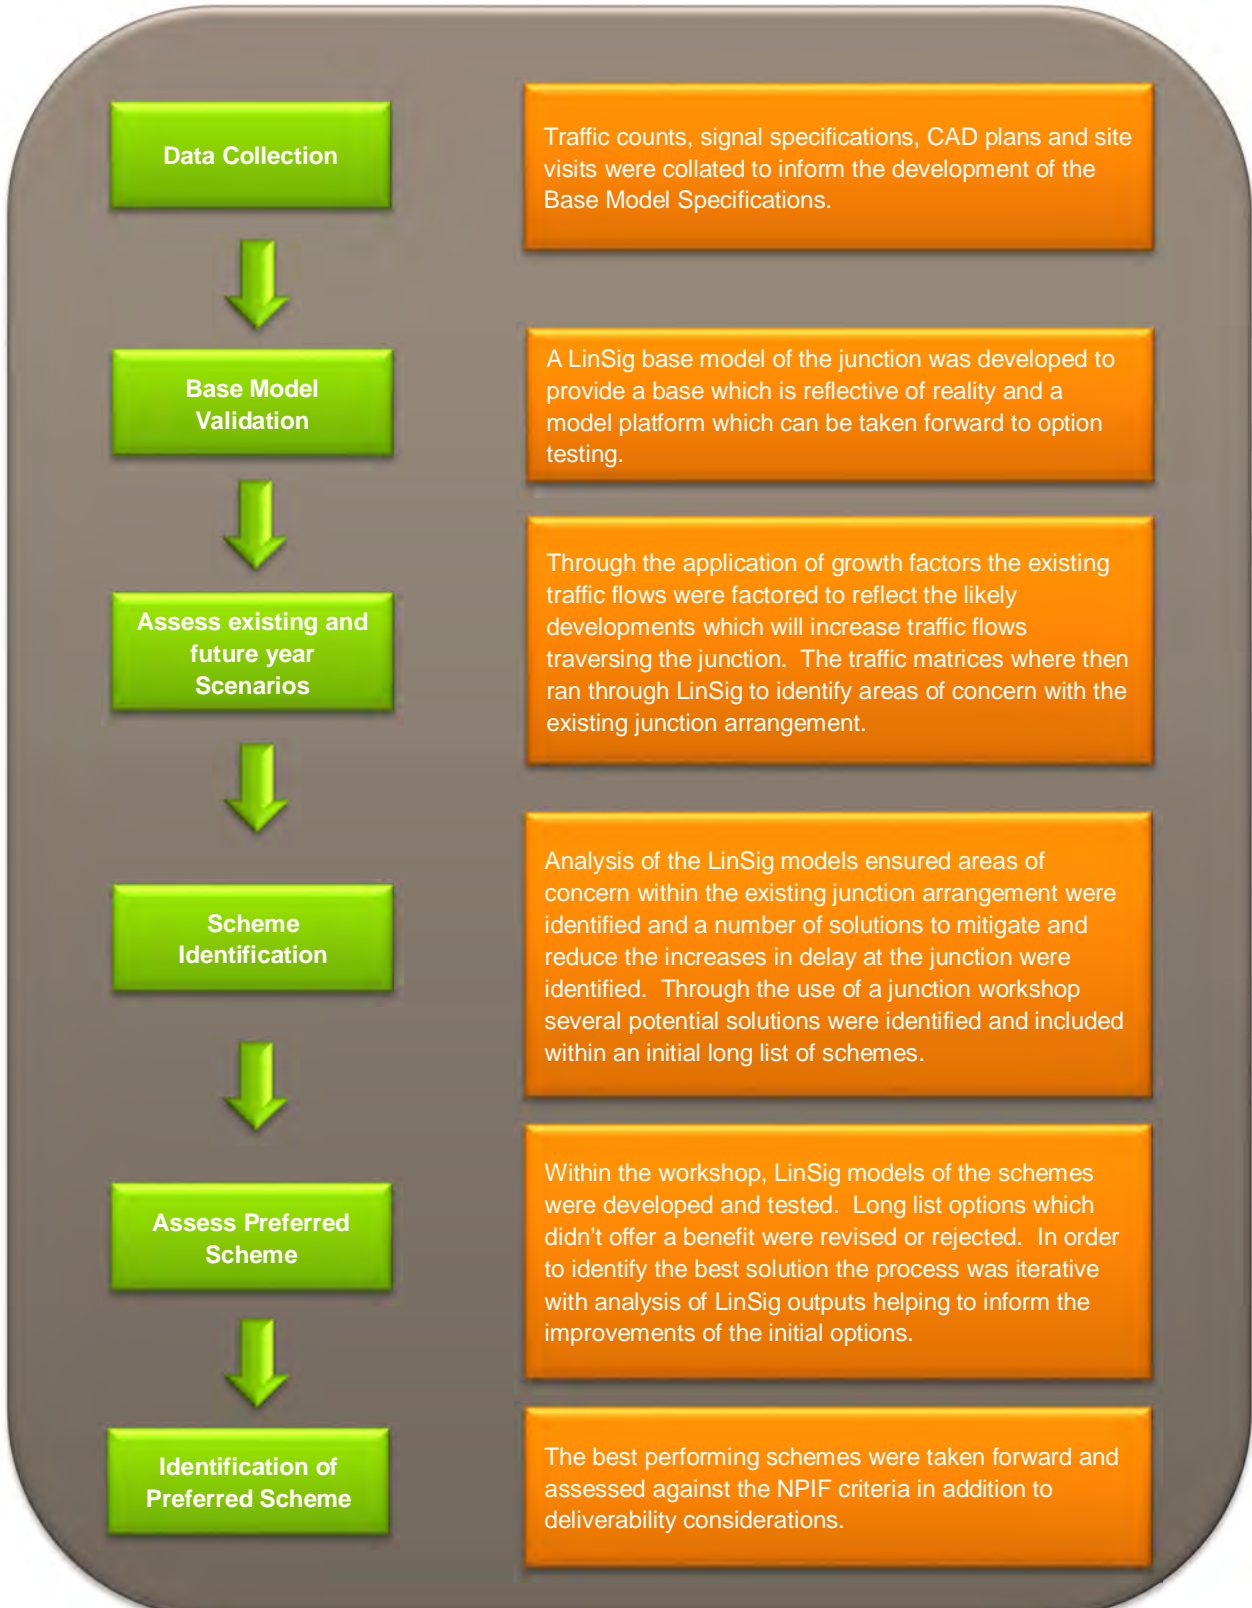 Data Collection
Traffic counts, signal specifications, CAD plans and site
visits were collated to inform the development of the
Base Model Specifications.
Base Model
Validation
A LinSig base model of the junction was developed to
provide a base which is reflective of reality and a
model platform which can be taken forward to option
testing.
Assess existing and
future year
Scenarios
Through the application of growth factors the existing
traffic flows were factored to reflect the likely
developments which will increase traffic flows
traversing the junction.  The traffic matrices where then
ran through LinSig to identify areas of concern with the
existing junction arrangement.
Scheme
Identification
Analysis of the LinSig models ensured areas of
concern within the existing junction arrangement were
identified and a number of solutions to mitigate and
reduce the increases in delay at the junction were
identified.  Through the use of a junction workshop
several potential solutions were identified and included
within an initial long list of schemes.
Assess Preferred
Scheme
Within the workshop, LinSig models of the schemes
were developed and tested.  Long list options which
didn’t offer a benefit were revised or rejected.  In order
to identify the best solution the process was iterative
with analysis of LinSig outputs helping to inform the
improvements of the initial options.
Identification of
Preferred Scheme
The best performing schemes were taken forward and
assessed against the NPIF criteria in addition to
deliverability considerations.